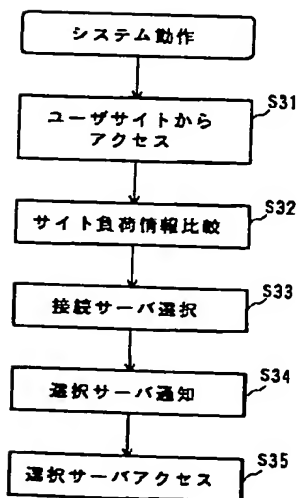 システム動作
S31
ユーザサイトから
アクセス
S32
サイト負荷情報比較
S33
接続サーバ選択
S34
選択サーバ通知
S35
選択サーバアクセス